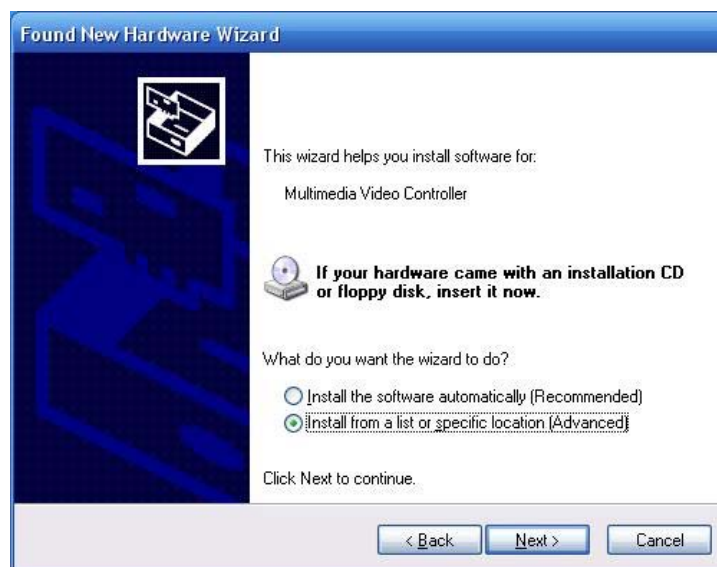 Found New Hardware Wizard
This wizard helps you install software for:
Multimedia Video Controller
If your hardware came with an installation CD
or floppy disk, insert it now.
What do you want the wizard to do?
Install the software automatically (Recommended)
Install from a list or specific location (Advanced)
Click Next to continue.
< Back
Next >
Cancel